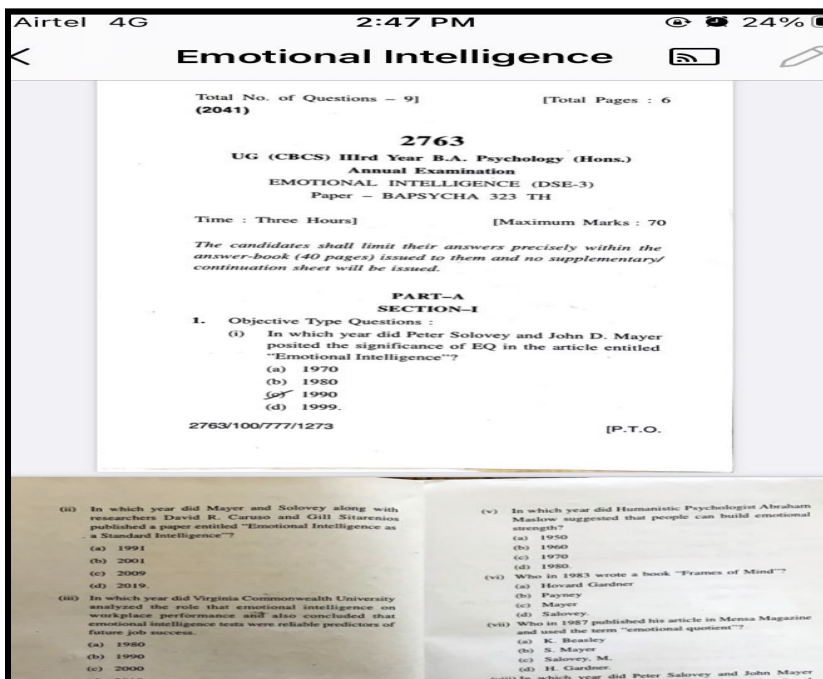 Airtel 4G 2:47 PM 24%
Emotional Intelligence
Total No. of Questions – 9] [Total Pages : 6
(2041)
2763
UG (CBCS) IIIrd Year B.A. Psychology (Hons.)
Annual Examination
EMOTIONAL INTELLIGENCE (DSE-3)
Paper – BAPSYCHA 323 TH
Time : Three Hours] [Maximum Marks : 70
The candidates shall limit their answers precisely within the
answer-book (40 pages) issued to them and no supplementary/
continuation sheet will be issued.
PART–A
SECTION–I
1. Objective Type Questions :
(i) In which year did Peter Solovey and John D. Mayer
posited the significance of EQ in the article entitled
"Emotional Intelligence"?
(a) 1970
(b) 1980
(c) 1990
(d) 1999.
2763/100/777/1273 [P.T.O.
(ii) In which year did Mayer and Solovey along with
researchers David R. Caruso and Gill Sitarenios
published a paper entitled "Emotional Intelligence as
a Standard Intelligence"?
(a) 1991
(b) 2001
(c) 2009
(d) 2019.
(iii) In which year did Virginia Commonwealth University
analyzed the role that emotional intelligence on
workplace performance and also concluded that
emotional intelligence tests were reliable predictors of
future job success.
(a) 1980
(b) 1990
(c) 2000
(v) In which year did Humanistic Psychologist Abraham
Maslow suggested that people can build emotional
strength?
(a) 1950
(b) 1960
(c) 1970
(d) 1980.
(vi) Who in 1983 wrote a book "Frames of Mind"?
(a) Hovard Gardner
(b) Payney
(c) Mayer
(d) Salovey.
(vii) Who in 1987 published his article in Mensa Magazine
and used the term "emotional quotient"?
(a) K. Beasley
(b) S. Mayer
(c) Salovey, M.
(d) H. Gardner.
In which year did Peter Salovey and John Mayer